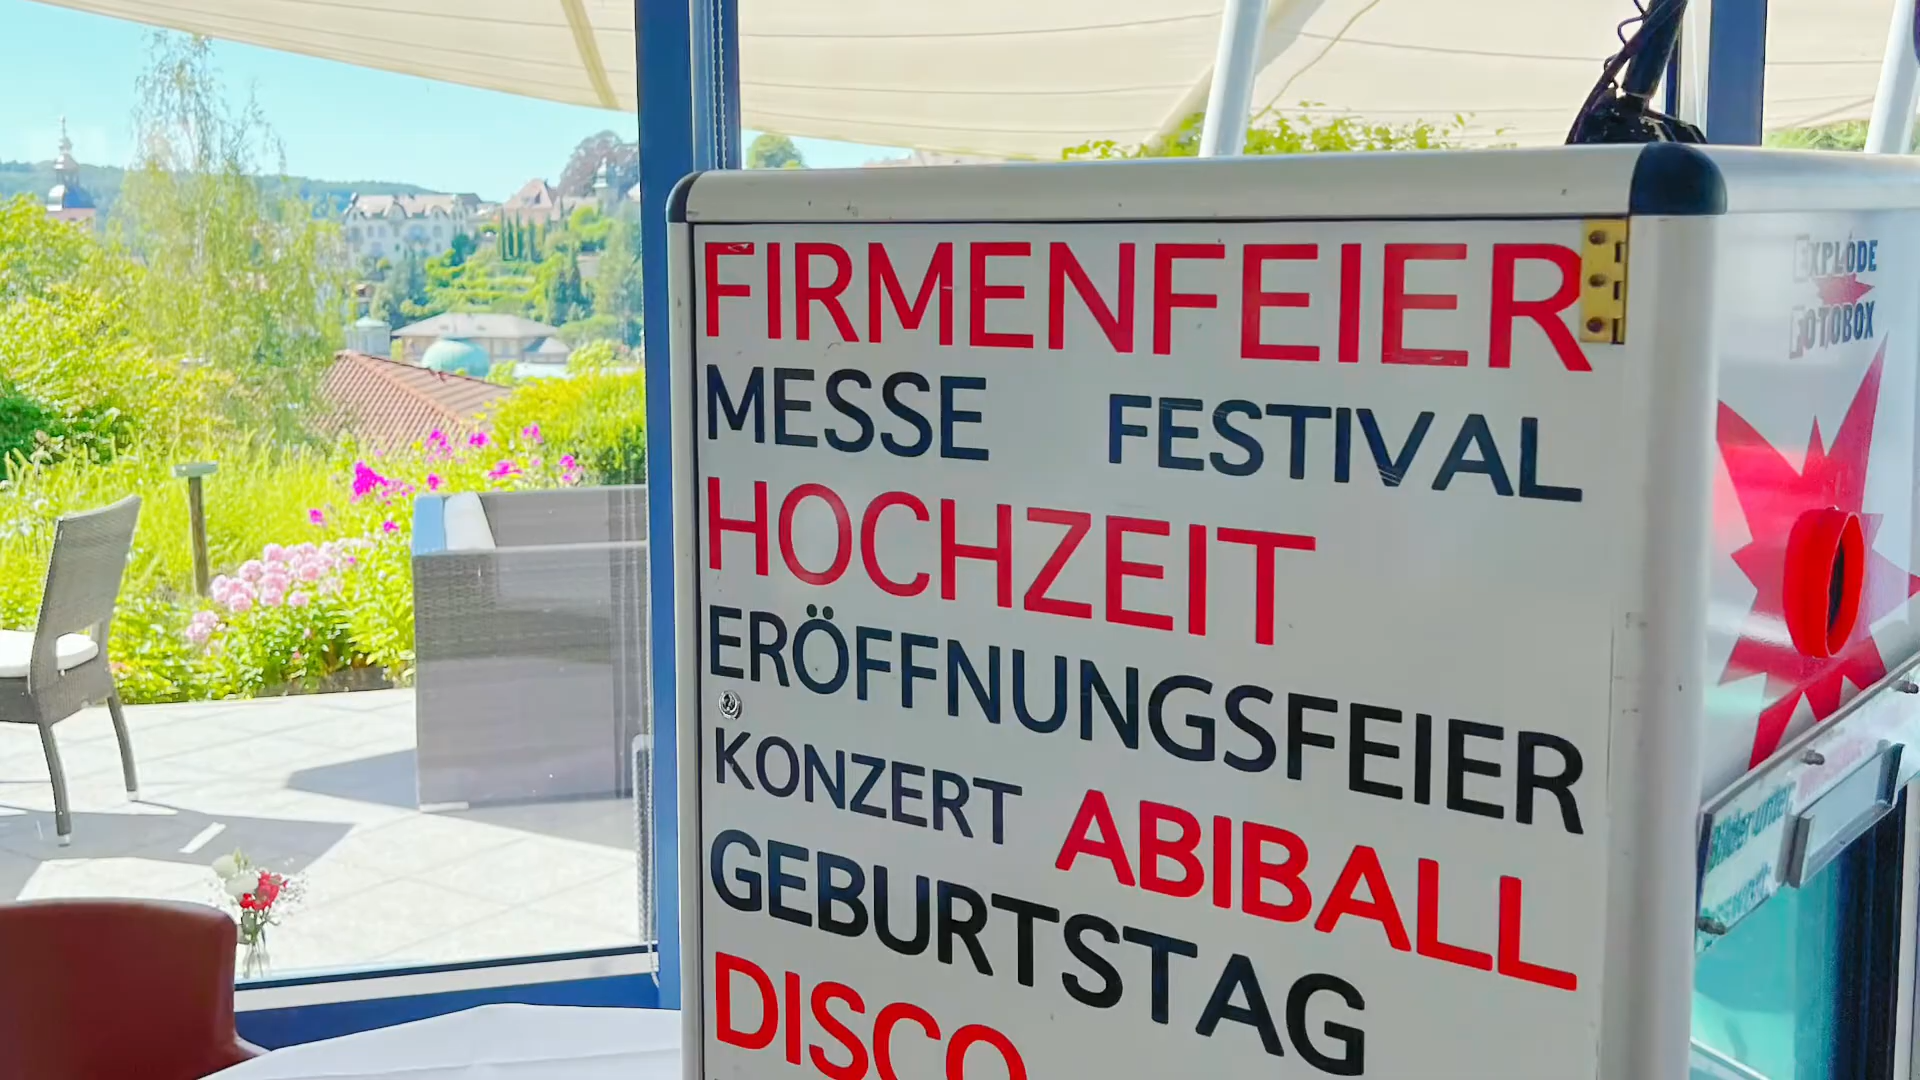 FIRMENFEIER
MESSE FESTIVAL
HOCHZEIT
ERÖFFNUNGSFEIER
KONZERT ABIBALL
GEBURTSTAG
DISCO
EXPLODE
FOTOBOX